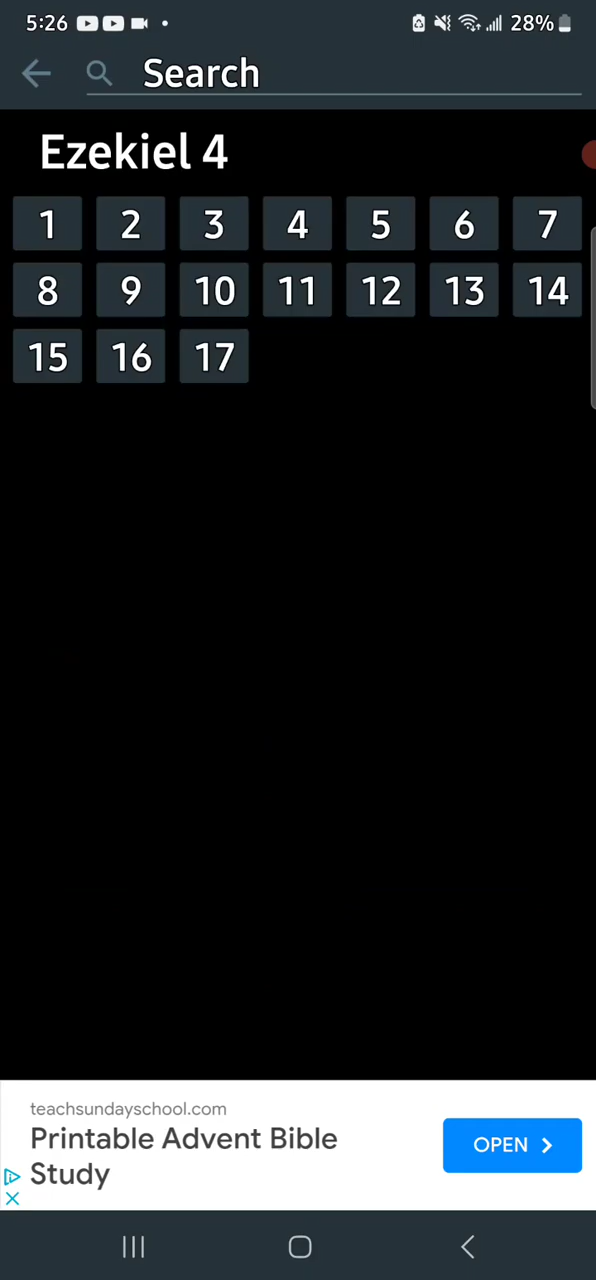 5:26 28%
Search
Ezekiel 4
1 2 3 4 5 6 7
8 9 10 11 12 13 14
15 16 17
teachsundayschool.com
Printable Advent Bible
Study
OPEN